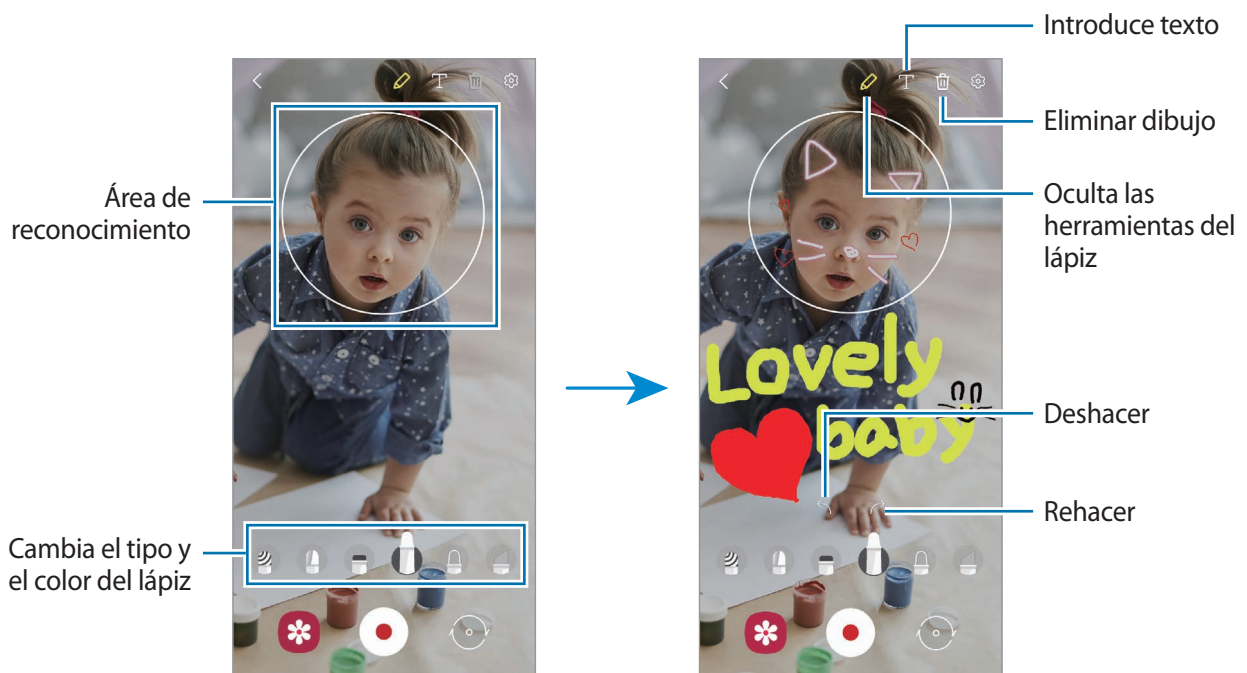 Introduce texto
Eliminar dibujo
Área de
reconocimiento
Oculta las
herramientas del
lápiz
Lovely
baby
Deshacer
Rehacer
Cambia el tipo y
el color del lápiz